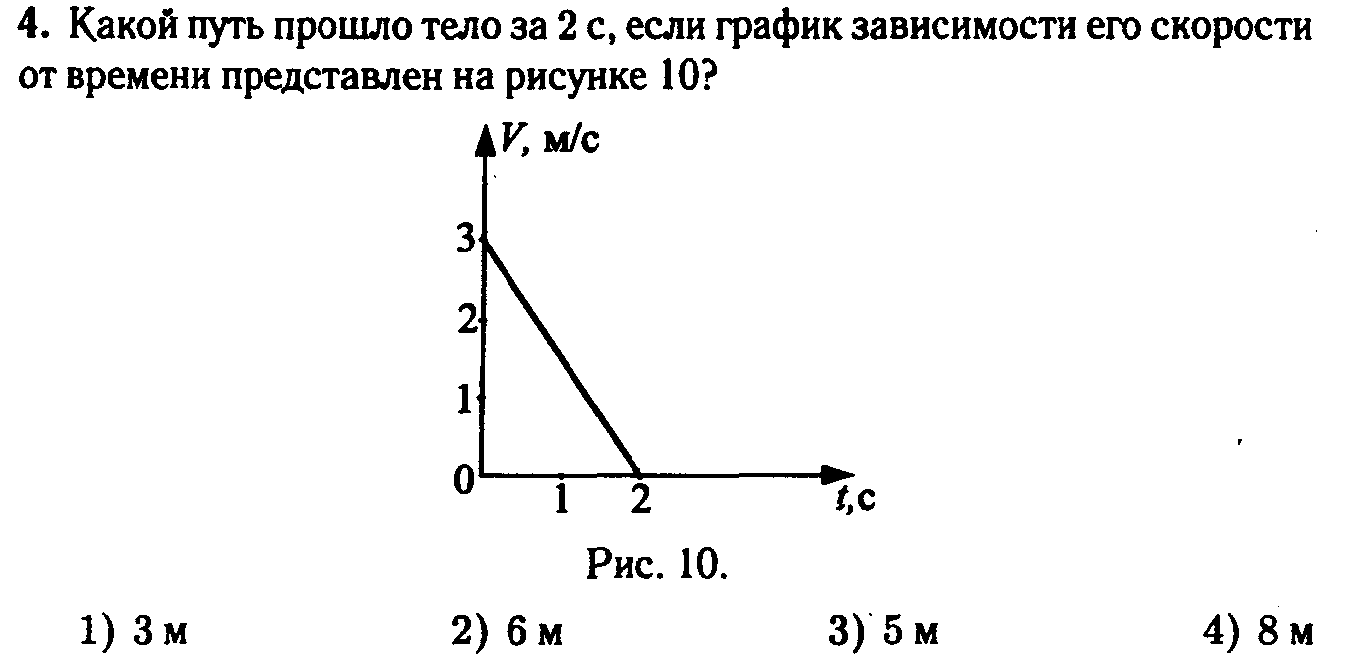 4. Какой путь прошло тело за 2 с, если график зависимости его скорости
от времени представлен на рисунке 10?
V, м/с
3
2
1
0
1 2 t,с
Рис. 10.
1) 3 м 2) 6 м 3) 5 м 4) 8 м